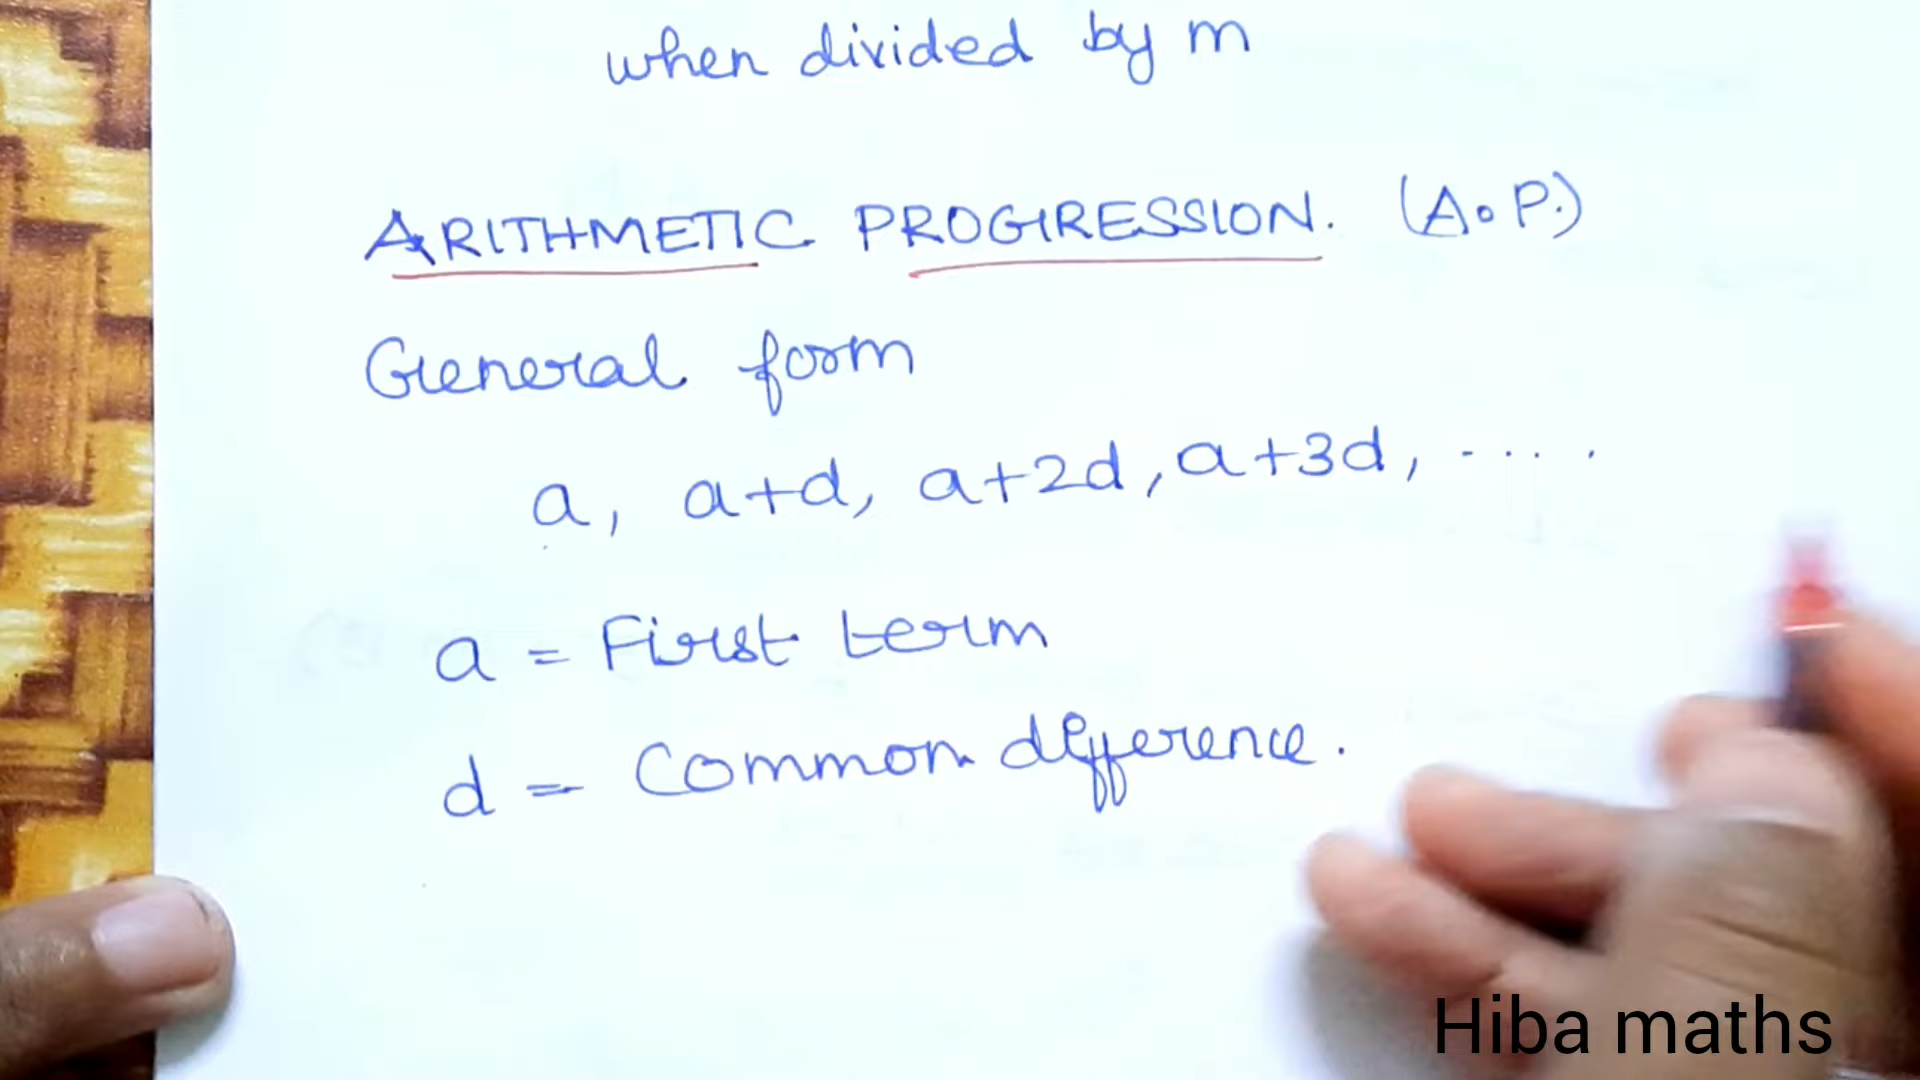 when divided by m
ARITHMETIC PROGRESSION. (A.P.)
General form
a, a+d, a+2d, a+3d, .....
a = First term
d = Common difference.
Hiba maths